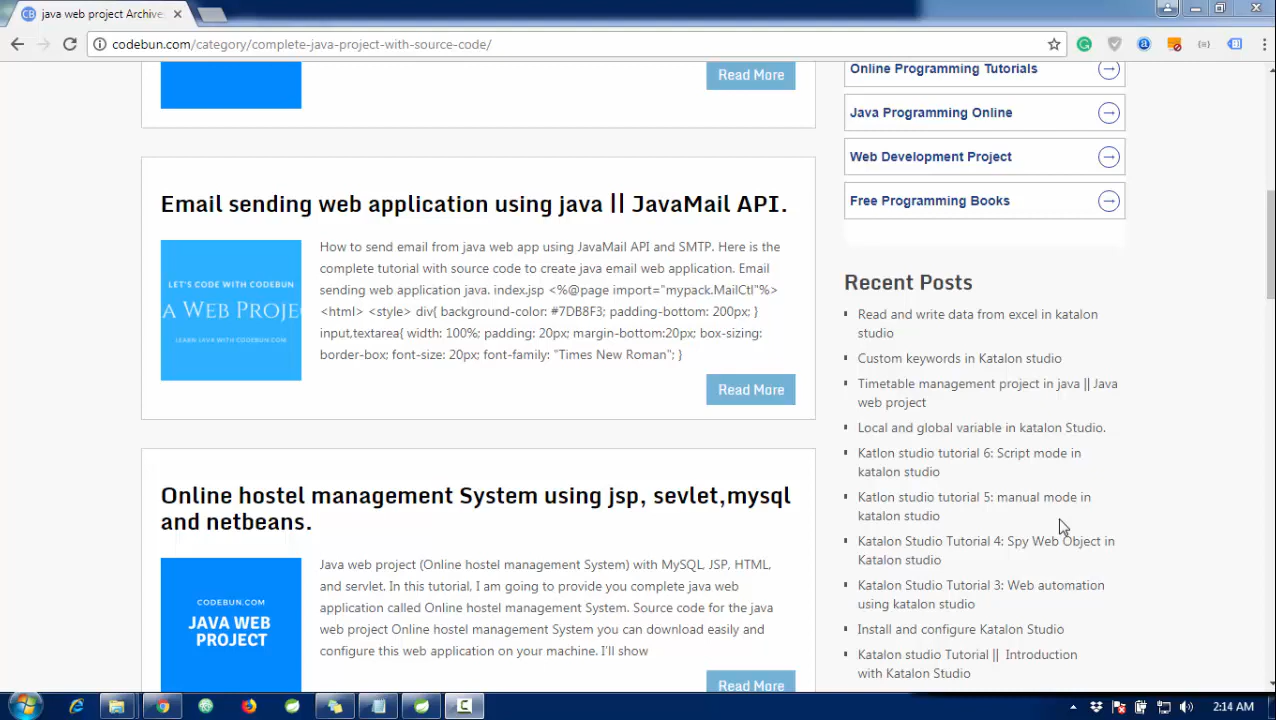 java web project Archive
codebun.com/category/complete-java-project-with-source-code/
Read More
Online Programming Tutorials
Java Programming Online
Web Development Project
Free Programming Books
Email sending web application using java || JavaMail API.
LET'S CODE WITH CODEBUN
A WEB PROJE
LEARN JAVA WITH CODEBUN.COM
How to send email from java web app using JavaMail API and SMTP. Here is the
complete tutorial with source code to create java email web application. Email
sending web application java. index.jsp <%@page import="mypack.MailCtl"%>
<html> <style> div{ background-color: #7DB8F3; padding-bottom: 200px; }
input,textarea{ width: 100%; padding: 20px; margin-bottom:20px; box-sizing:
border-box; font-size: 20px; font-family: "Times New Roman"; }
Read More
Online hostel management System using jsp, sevlet,mysql
and netbeans.
CODEBUN.COM
JAVA WEB
PROJECT
Java web project (Online hostel management System) with MySQL, JSP, HTML,
and servlet. In this tutorial, I am going to provide you complete java web
application called Online hostel management System. Source code for the java
web project Online hostel management System you can download easily and
configure this web application on your machine. I'll show
Read More
Recent Posts
Read and write data from excel in katalon
studio
Custom keywords in Katalon studio
Timetable management project in java || Java
web project
Local and global variable in katalon Studio.
Katlon studio tutorial 6: Script mode in
katalon studio
Katlon studio tutorial 5: manual mode in
katalon studio
Katalon Studio Tutorial 4: Spy Web Object in
Katalon studio
Katalon Studio Tutorial 3: Web automation
using katalon studio
Install and configure Katalon Studio
Katalon studio Tutorial || Introduction
with Katalon Studio
2:14 AM